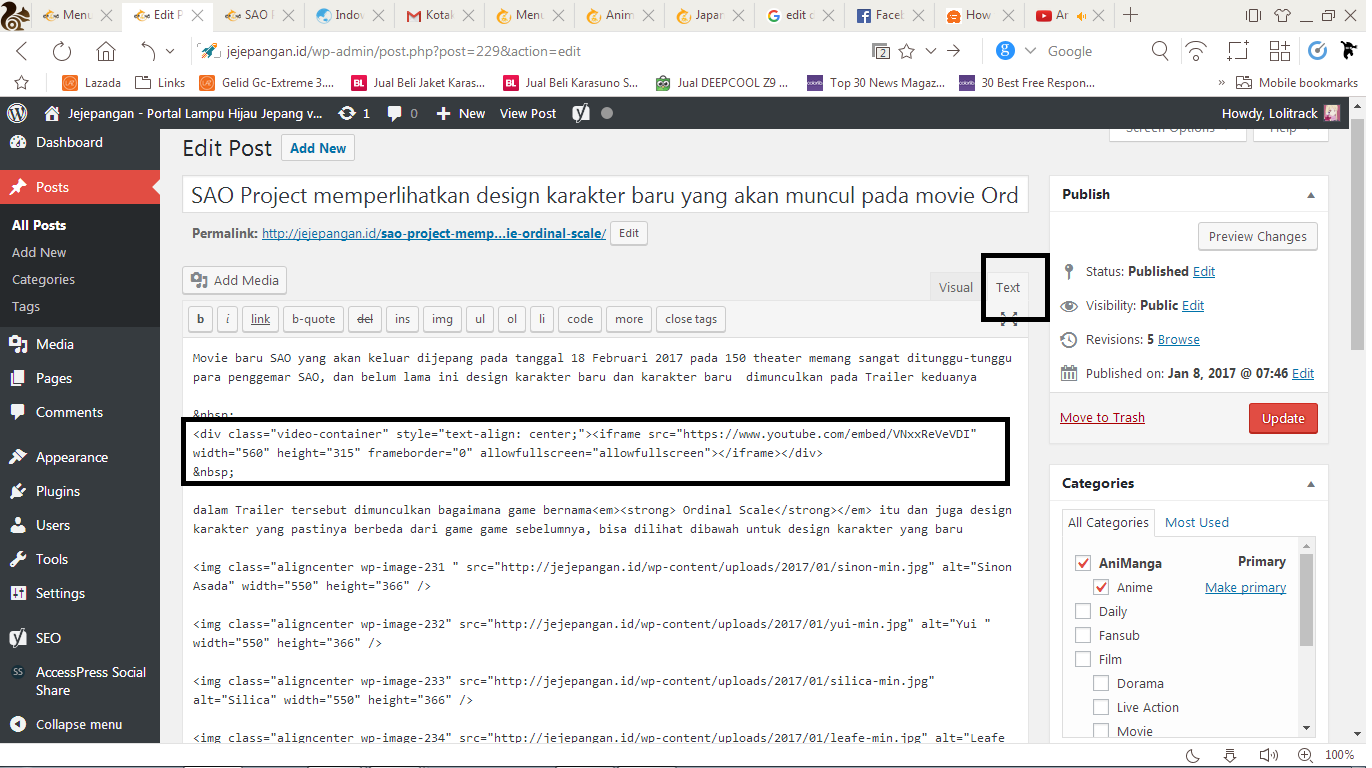 Menu
Edit P
SAO F
Indov
Kotak
Menu
Anim
Japar
edit c
Facel
How
Ar
jejepangan.id/wp-admin/post.php?post=229&action=edit
2
g
Google
Lazada
Links
Gelid Gc-Extreme 3....
BL
Jual Beli Jaket Karas...
BL
Jual Beli Karasuno S...
Jual DEEPCOOL Z9 ...
Top 30 News Magaz...
30 Best Free Respon...
»
Mobile bookmarks
Jejepangan - Portal Lampu Hijau Jepang v...
1
0
New
View Post
Howdy, Lolitrack
Dashboard
Posts
All Posts
Add New
Categories
Tags
Media
Pages
Comments
Appearance
Plugins
Users
Tools
Settings
SEO
SS
AccessPress Social
Share
Collapse menu
Screen Options
Help
Edit Post
Add New
SAO Project memperlihatkan design karakter baru yang akan muncul pada movie Ord
Permalink: http://jejepangan.id/sao-project-memp...ie-ordinal-scale/
Edit
Add Media
Visual
Text
b
i
link
b-quote
del
ins
img
ul
ol
li
code
more
close tags
Movie baru SAO yang akan keluar dijepang pada tanggal 18 Februari 2017 pada 150 theater memang sangat ditunggu-tunggu
para penggemar SAO, dan belum lama ini design karakter baru dan karakter baru  dimunculkan pada Trailer keduanya
&nbsp;
<div class="video-container" style="text-align: center;"><iframe src="https://www.youtube.com/embed/VNxxReVeVDI"
width="560" height="315" frameborder="0" allowfullscreen="allowfullscreen"></iframe></div>
&nbsp;
dalam Trailer tersebut dimunculkan bagaimana game bernama<em><strong> Ordinal Scale</strong></em> itu dan juga design
karakter yang pastinya berbeda dari game game sebelumnya, bisa dilihat dibawah untuk design karakter yang baru
<img class="aligncenter wp-image-231 " src="http://jejepangan.id/wp-content/uploads/2017/01/sinon-min.jpg" alt="Sinon
Asada" width="550" height="366" />
<img class="aligncenter wp-image-232" src="http://jejepangan.id/wp-content/uploads/2017/01/yui-min.jpg" alt="Yui "
width="550" height="366" />
<img class="aligncenter wp-image-233" src="http://jejepangan.id/wp-content/uploads/2017/01/silica-min.jpg"
alt="Silica" width="550" height="366" />
<img class="aligncenter wp-image-234" src="http://jejepangan.id/wp-content/uploads/2017/01/leafe-min.jpg" alt="Leafe
Publish
Preview Changes
Status: Published Edit
Visibility: Public Edit
Revisions: 5 Browse
Published on: Jan 8, 2017 @ 07:46 Edit
Move to Trash
Update
Categories
All Categories
Most Used
AniManga
Primary
Anime
Make primary
Daily
Fansub
Film
Dorama
Live Action
Movie
100%